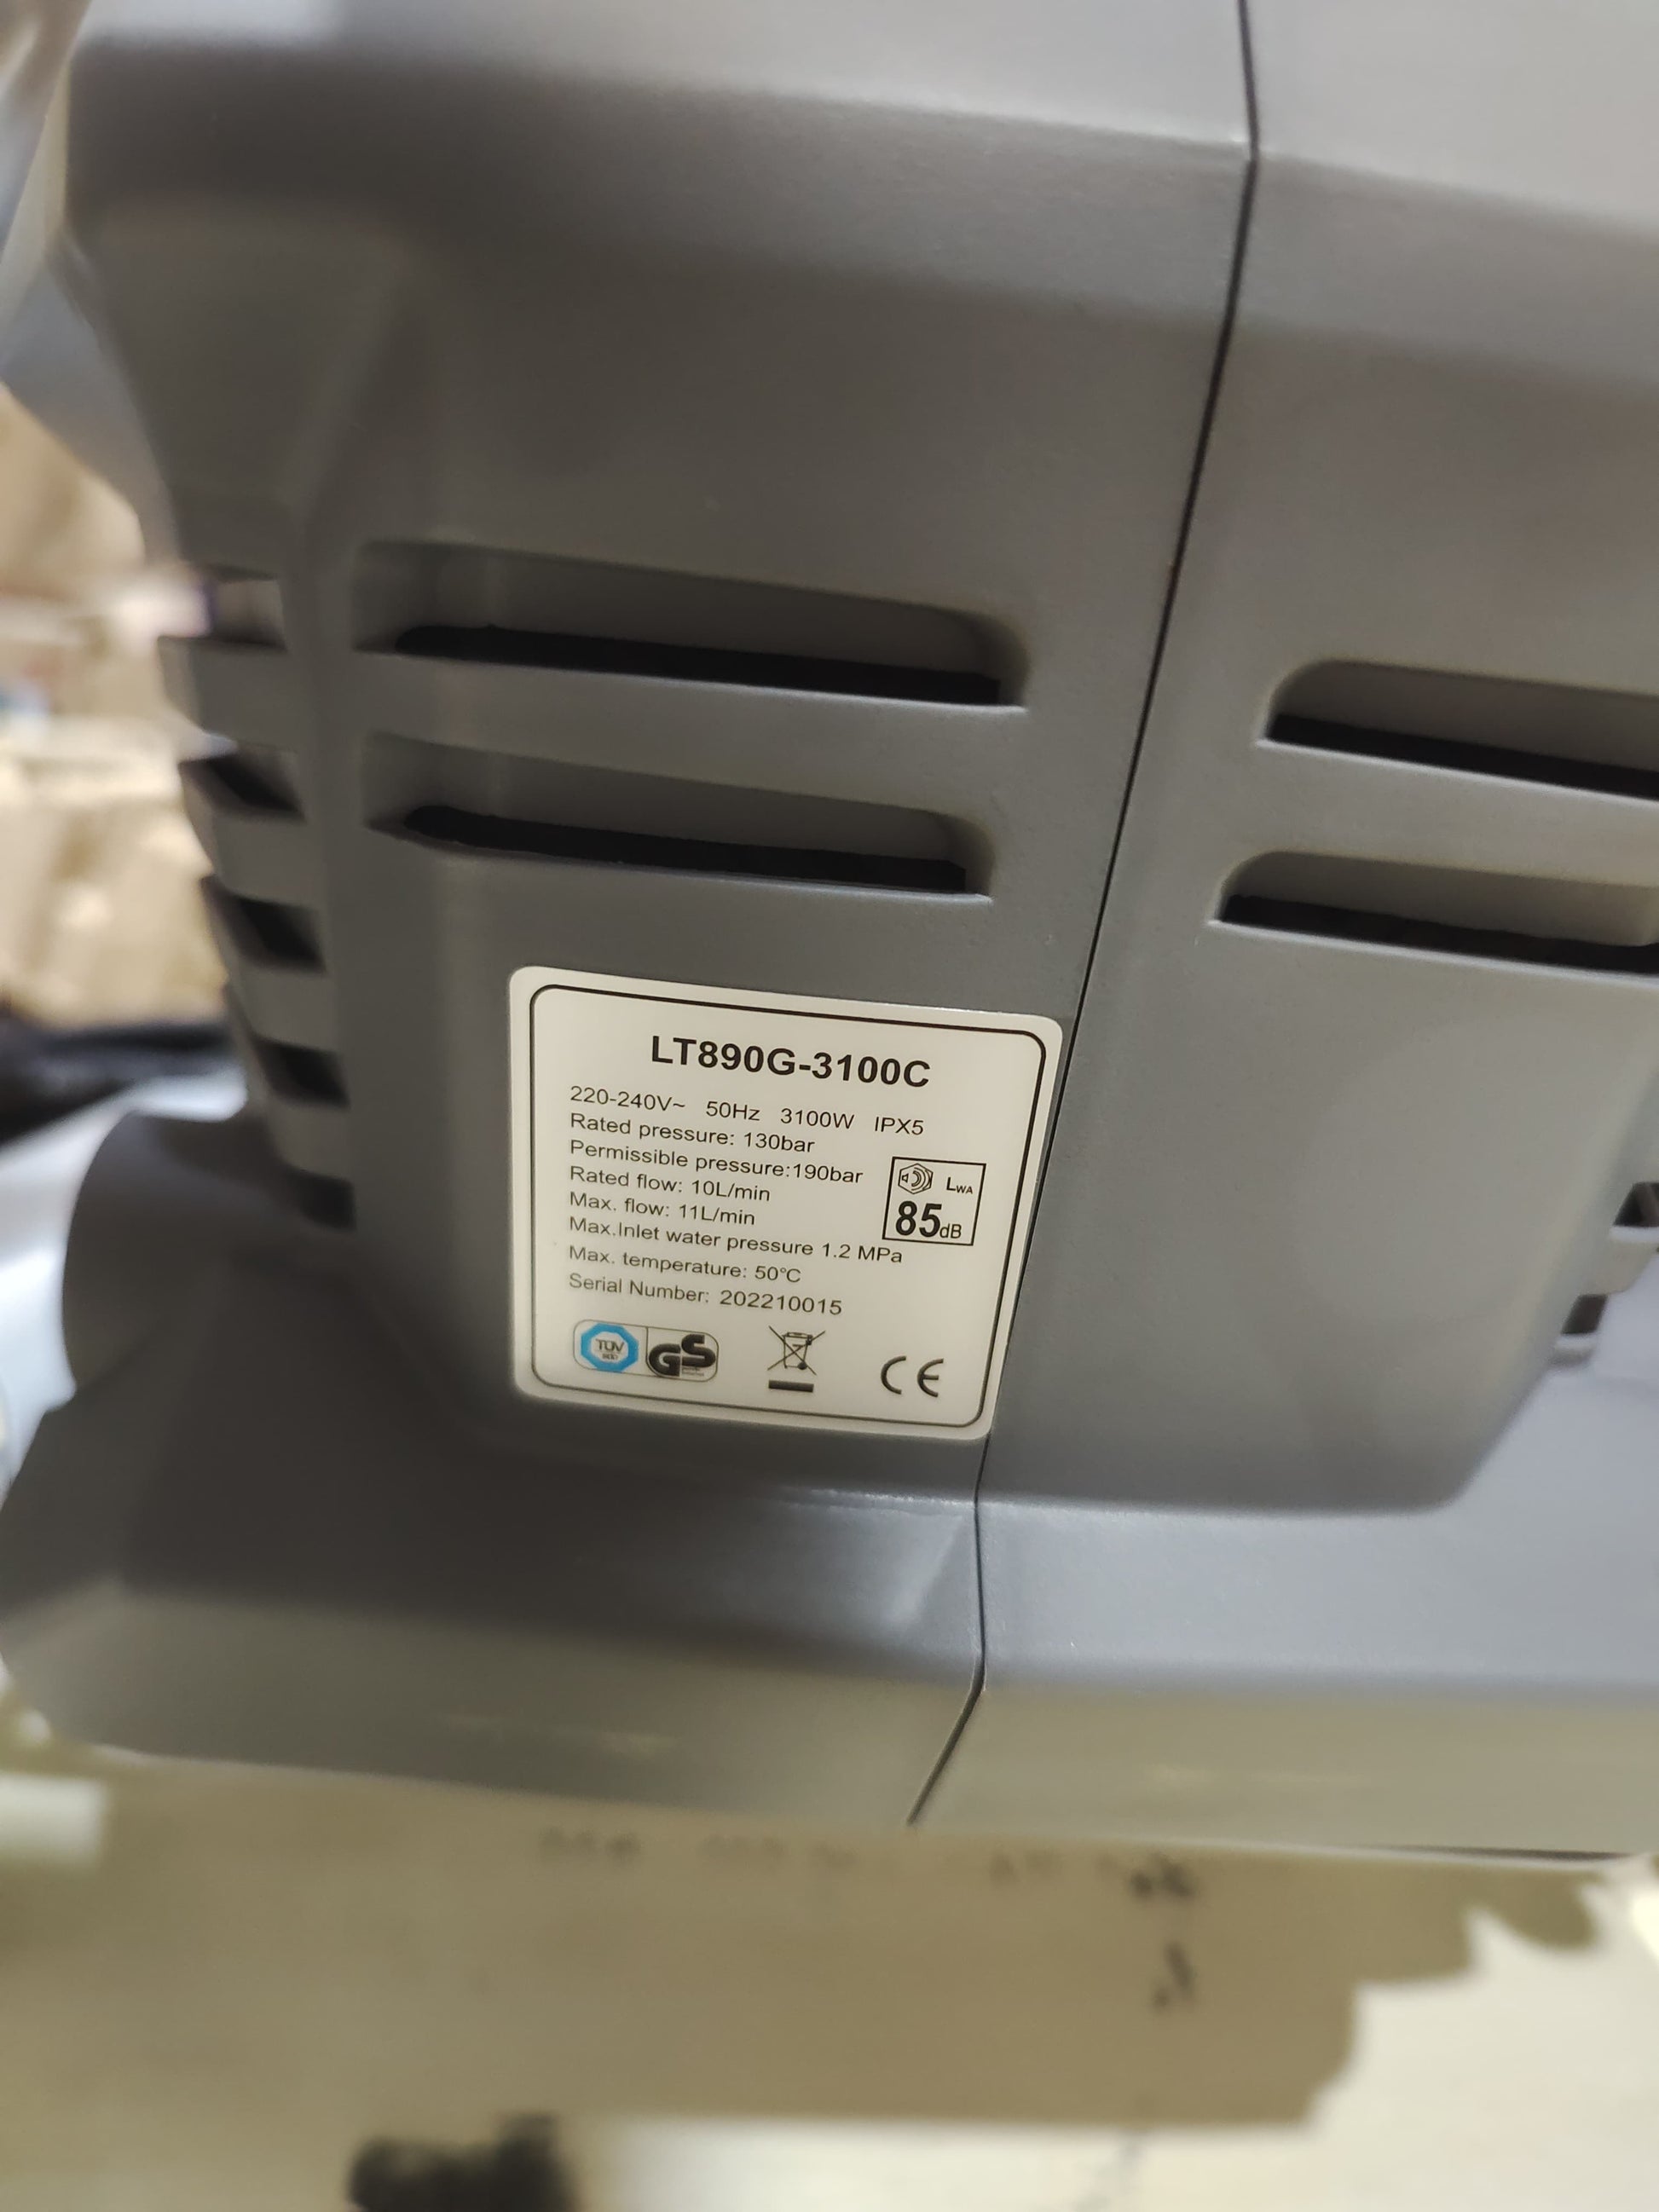 LT890G-3100C
220-240V~ 50Hz 3100W IPX5
Rated pressure: 130bar
Permissible pressure:190bar
Rated flow: 10L/min
Max. flow: 11L/min
LWA
85dB
Max.Inlet water pressure 1.2 MPa
Max. temperature: 50°C
Serial Number: 202210015
TÜV
GS
CE